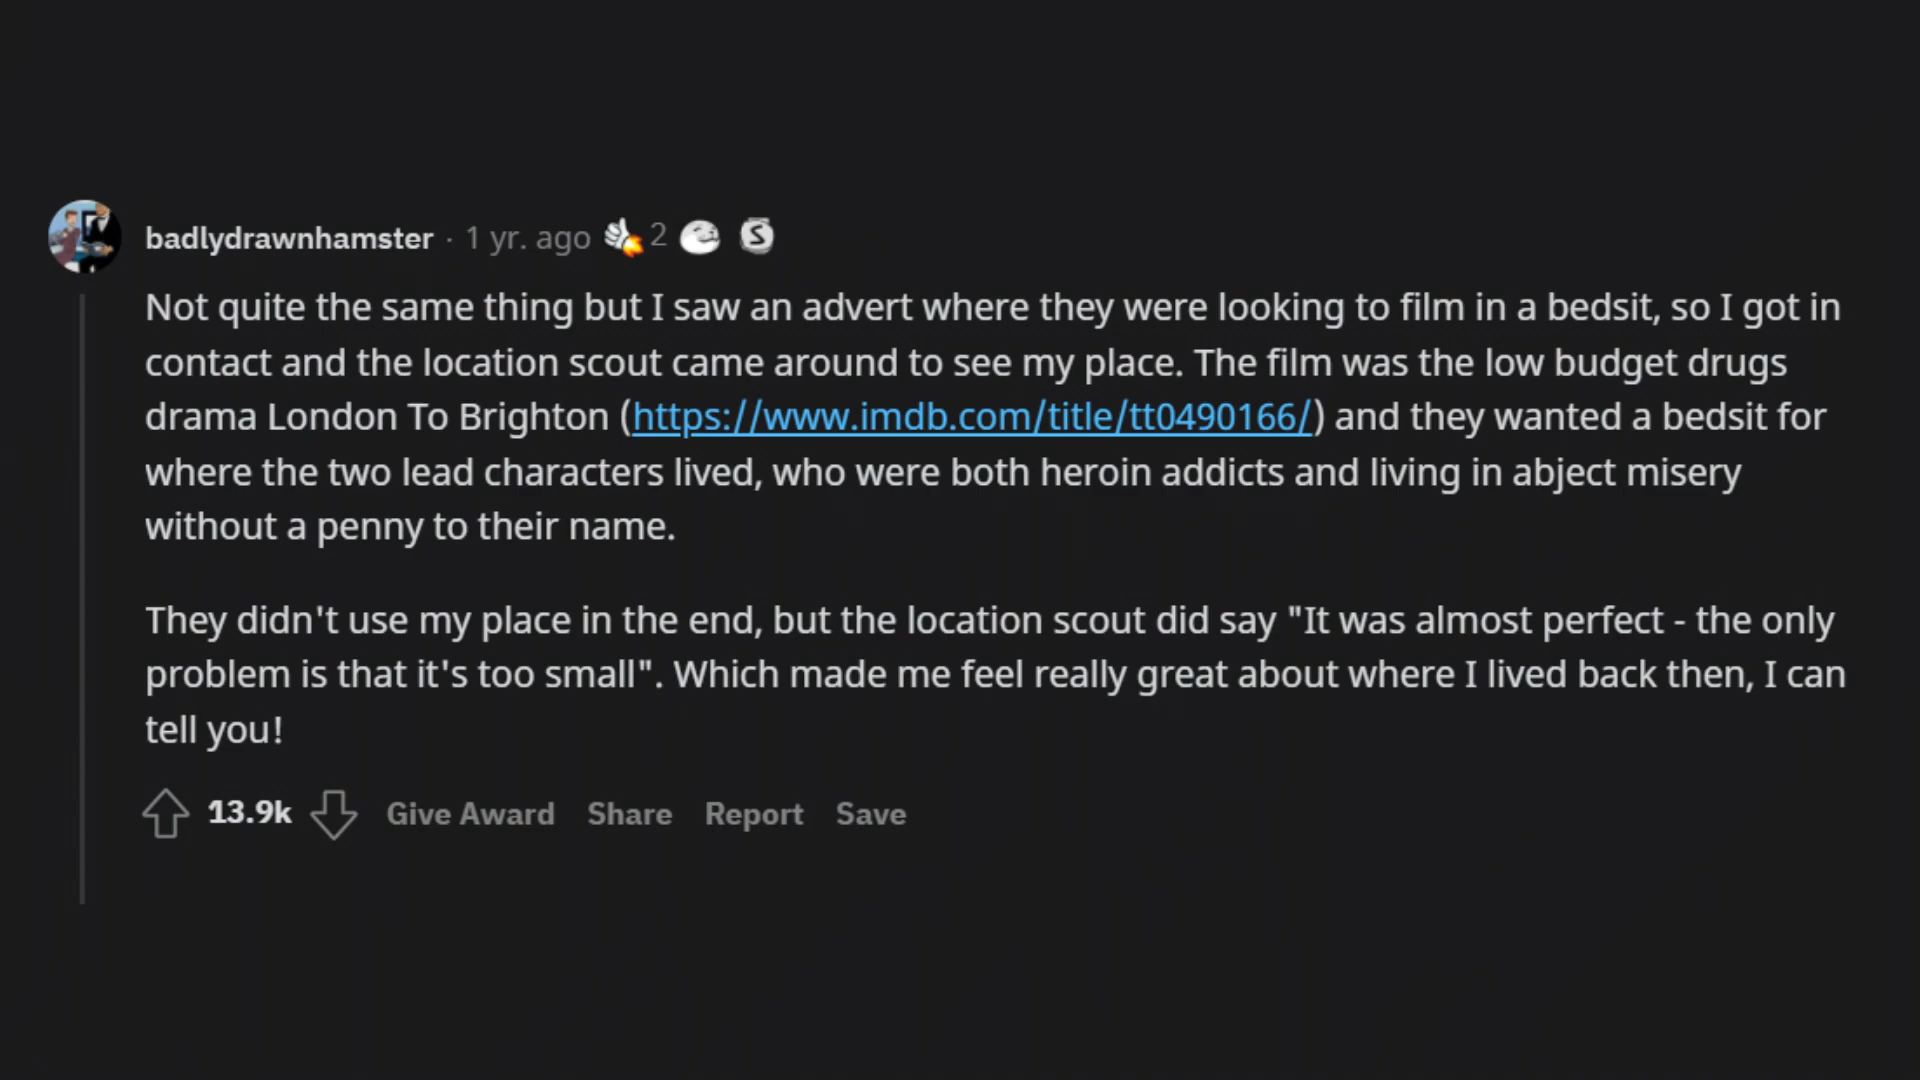 badlydrawnhamster · 1 yr. ago 2 S
Not quite the same thing but I saw an advert where they were looking to film in a bedsit, so I got in
contact and the location scout came around to see my place. The film was the low budget drugs
drama London To Brighton (https://www.imdb.com/title/tt0490166/) and they wanted a bedsit for
where the two lead characters lived, who were both heroin addicts and living in abject misery
without a penny to their name.
They didn't use my place in the end, but the location scout did say "It was almost perfect - the only
problem is that it's too small". Which made me feel really great about where I lived back then, I can
tell you!
13.9k Give Award Share Report Save